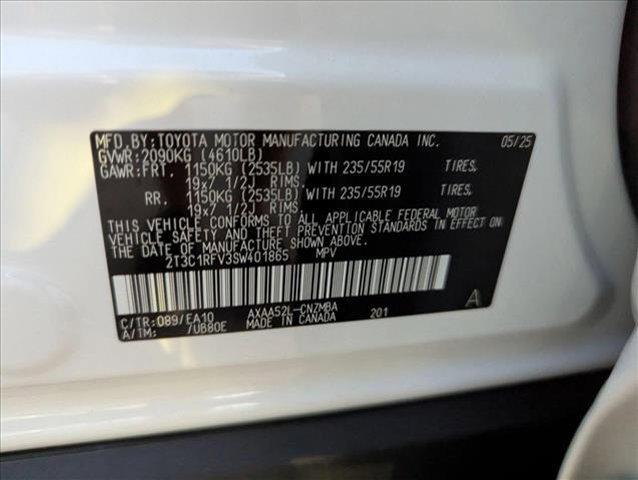 MFD.BY:TOYOTA MOTOR MANUFACTURING CANADA INC. 05/25
GVWR:2090KG (4610LB)
GAWR:FRT. 1150KG (2535LB) WITH 235/55R19 TIRES.
19x7 1/2J RIMS.
RR. 1150KG (2535LB) WITH 235/55R19 TIRES.
19x7 1/2J RIMS.
THIS VEHICLE CONFORMS TO ALL APPLICABLE FEDERAL MOTOR
VEHICLE SAFETY AND THEFT PREVENTION STANDARDS IN EFFECT ON
THE DATE OF MANUFACTURE SHOWN ABOVE.
2T3C1RFV3SW401865 MPV
C/TR:089/EA10 AXAA52L-CNZMBA 201 A
A/TM: /UB80E MADE IN CANADA